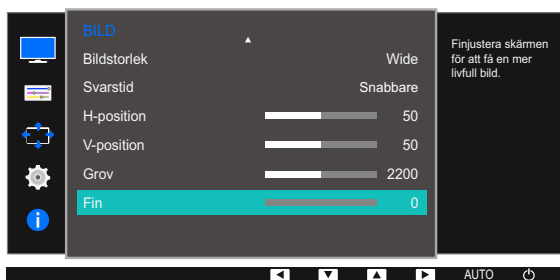 BILD
Bildstorlek Wide
Svarstid Snabbare
H-position 50
V-position 50
Grov 2200
Fin 0
Finjustera skärmen
för att få en mer
livfull bild.
AUTO